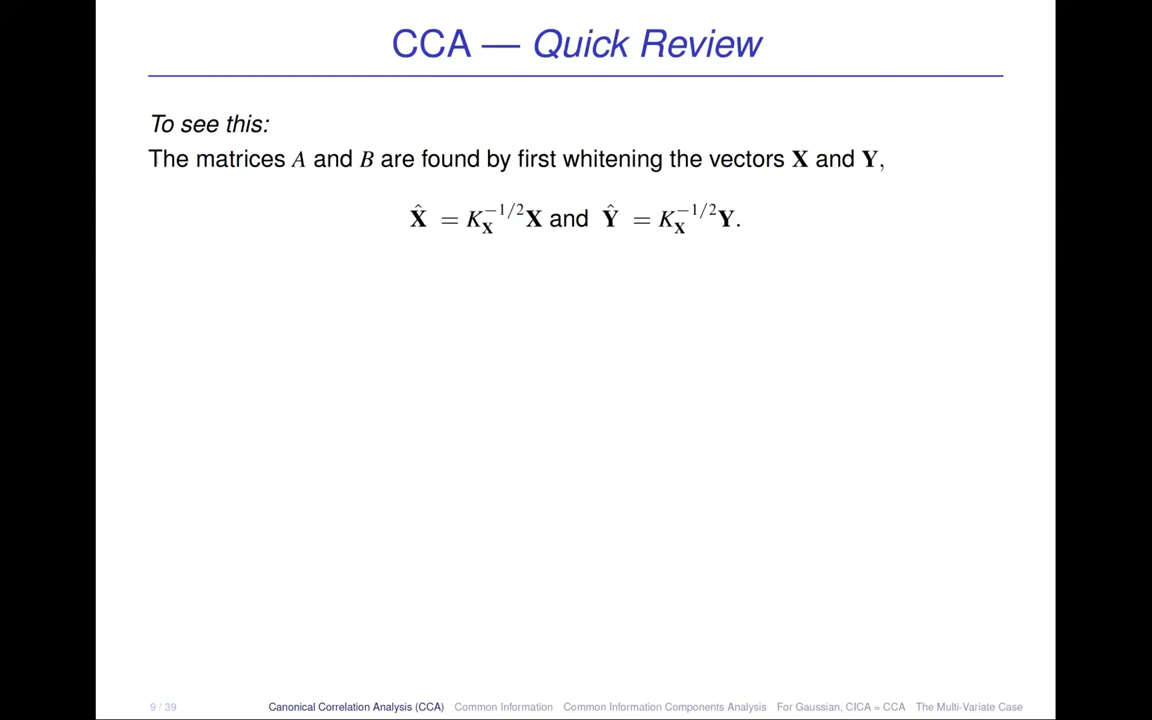 CCA — Quick Review
To see this:
The matrices A and B are found by first whitening the vectors X and Y,
X̂ = K_X^{−1/2}X and Ŷ = K_X^{−1/2}Y.
9 / 39 Canonical Correlation Analysis (CCA) Common Information Common Information Components Analysis For Gaussian, CICA = CCA The Multi-Variate Case